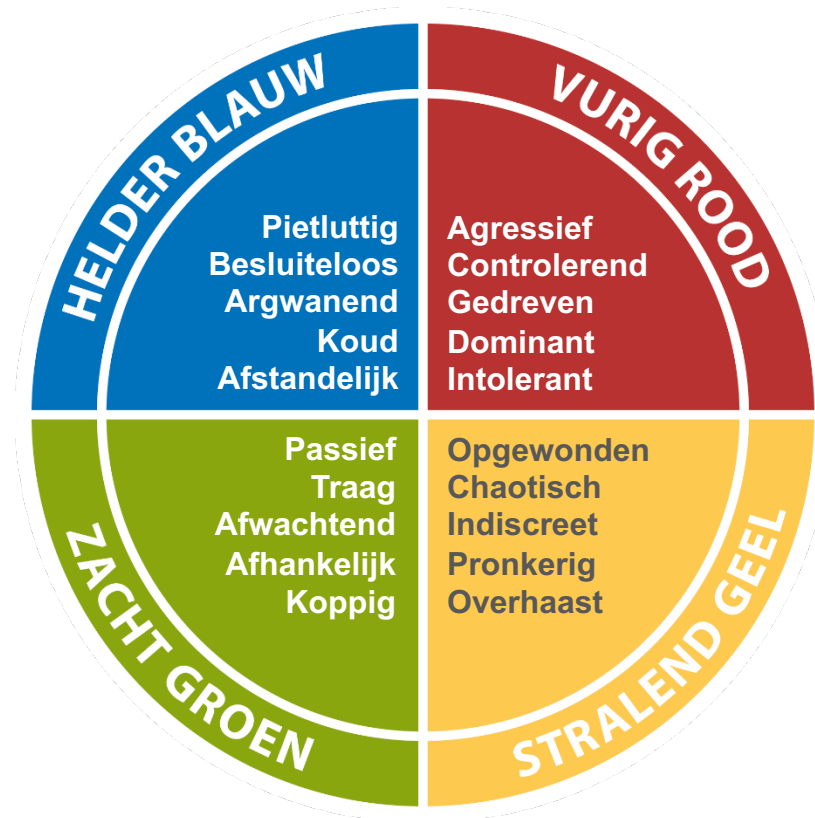 HELDER BLAUW
Pietluttig
Besluiteloos
Argwanend
Koud
Afstandelijk
VURIG ROOD
Agressief
Controlerend
Gedreven
Dominant
Intolerant
ZACHT GROEN
Passief
Traag
Afwachtend
Afhankelijk
Koppig
STRALEND GEEL
Opgewonden
Chaotisch
Indiscreet
Pronkerig
Overhaast